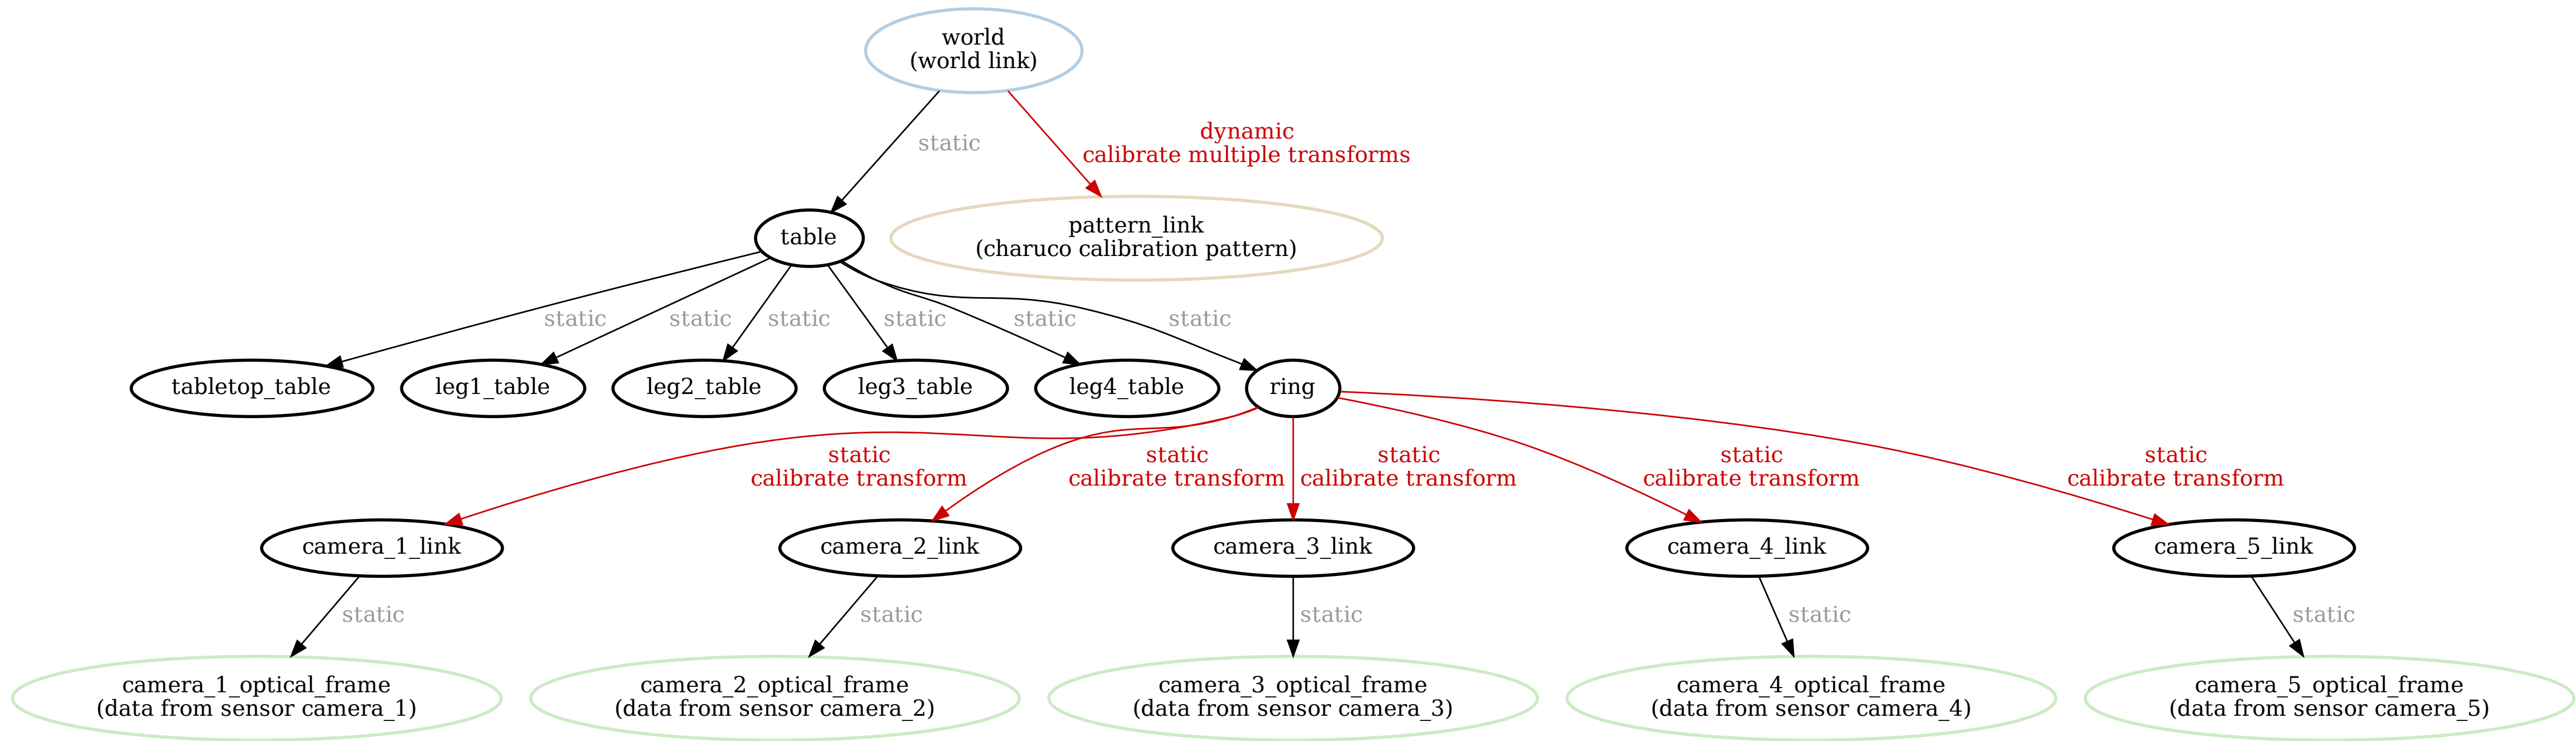 world
(world link)
static
dynamic
calibrate multiple transforms
table
pattern_link
(charuco calibration pattern)
static
static
static
static
static
static
tabletop_table
leg1_table
leg2_table
leg3_table
leg4_table
ring
static
calibrate transform
static
calibrate transform
static
calibrate transform
static
calibrate transform
static
calibrate transform
camera_1_link
camera_2_link
camera_3_link
camera_4_link
camera_5_link
static
static
static
static
static
camera_1_optical_frame
(data from sensor camera_1)
camera_2_optical_frame
(data from sensor camera_2)
camera_3_optical_frame
(data from sensor camera_3)
camera_4_optical_frame
(data from sensor camera_4)
camera_5_optical_frame
(data from sensor camera_5)